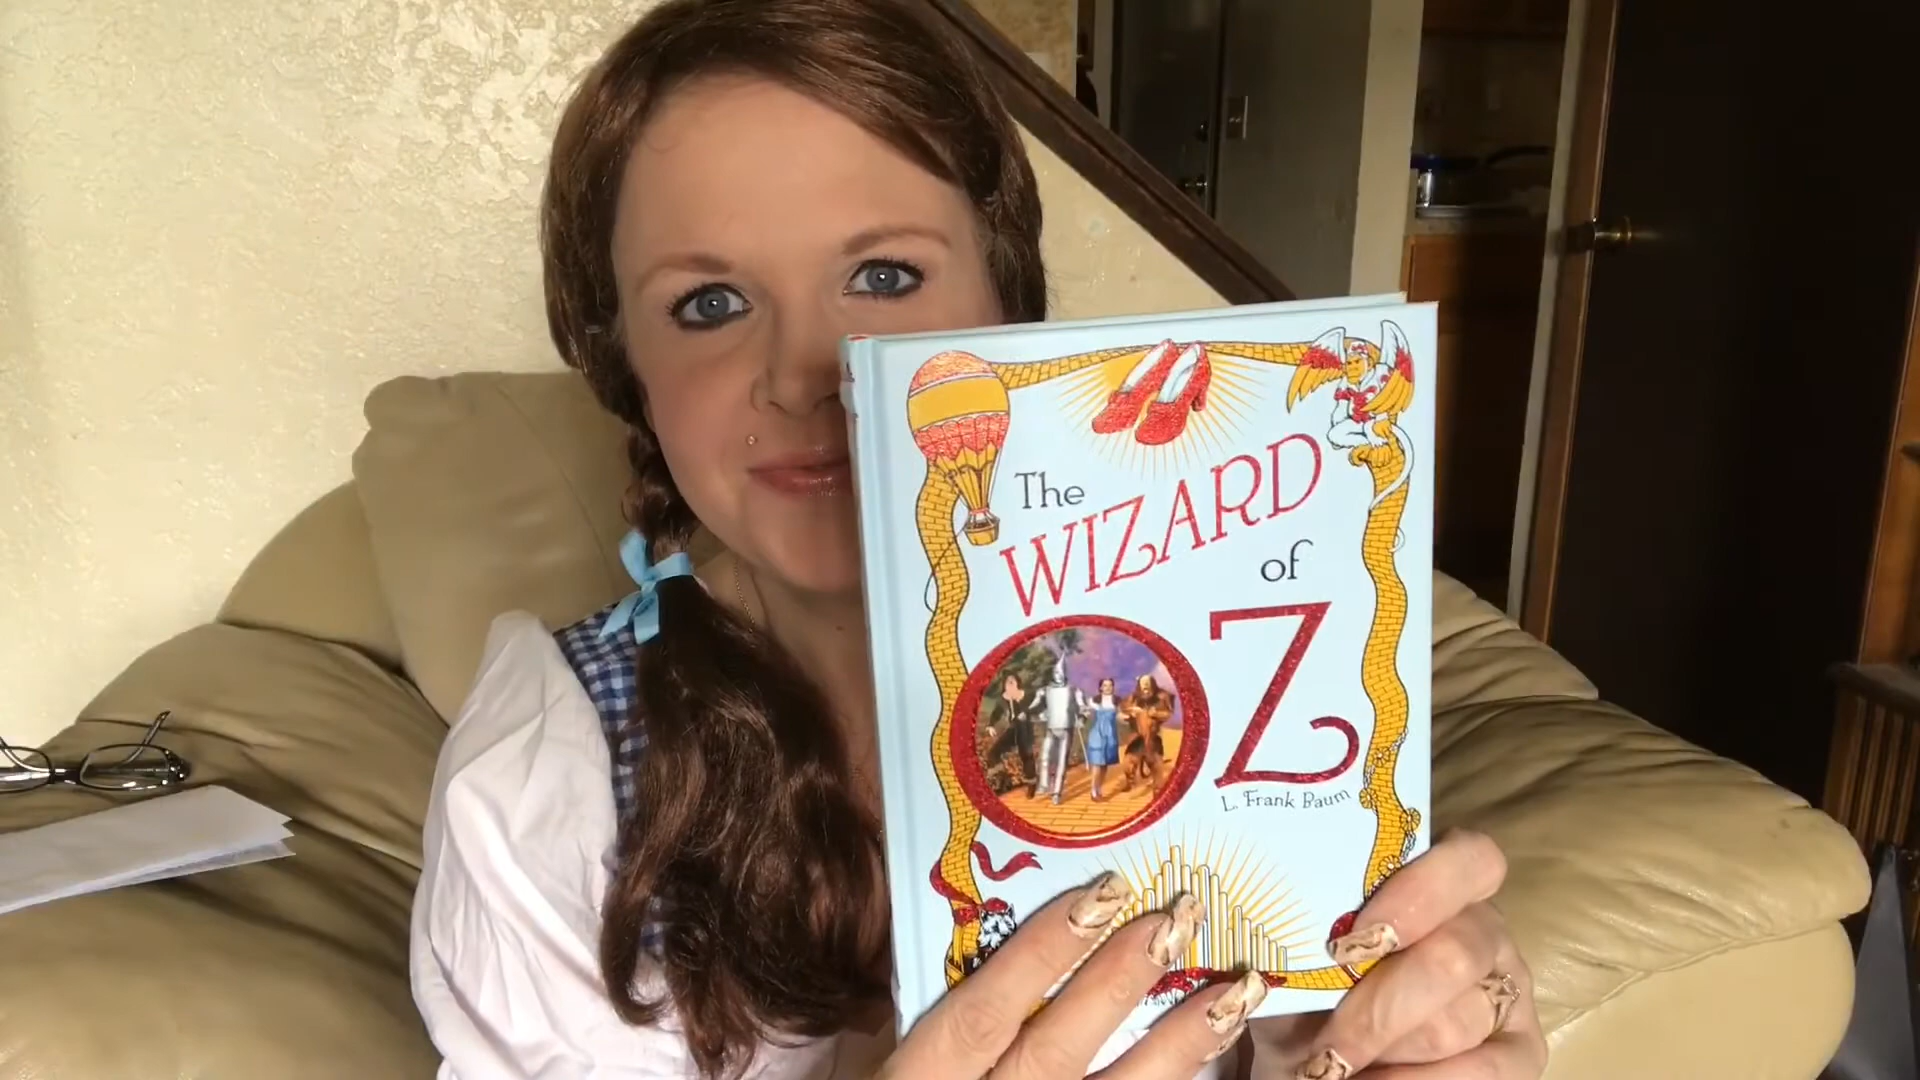 The
WIZARD
of
OZ
L. Frank Baum